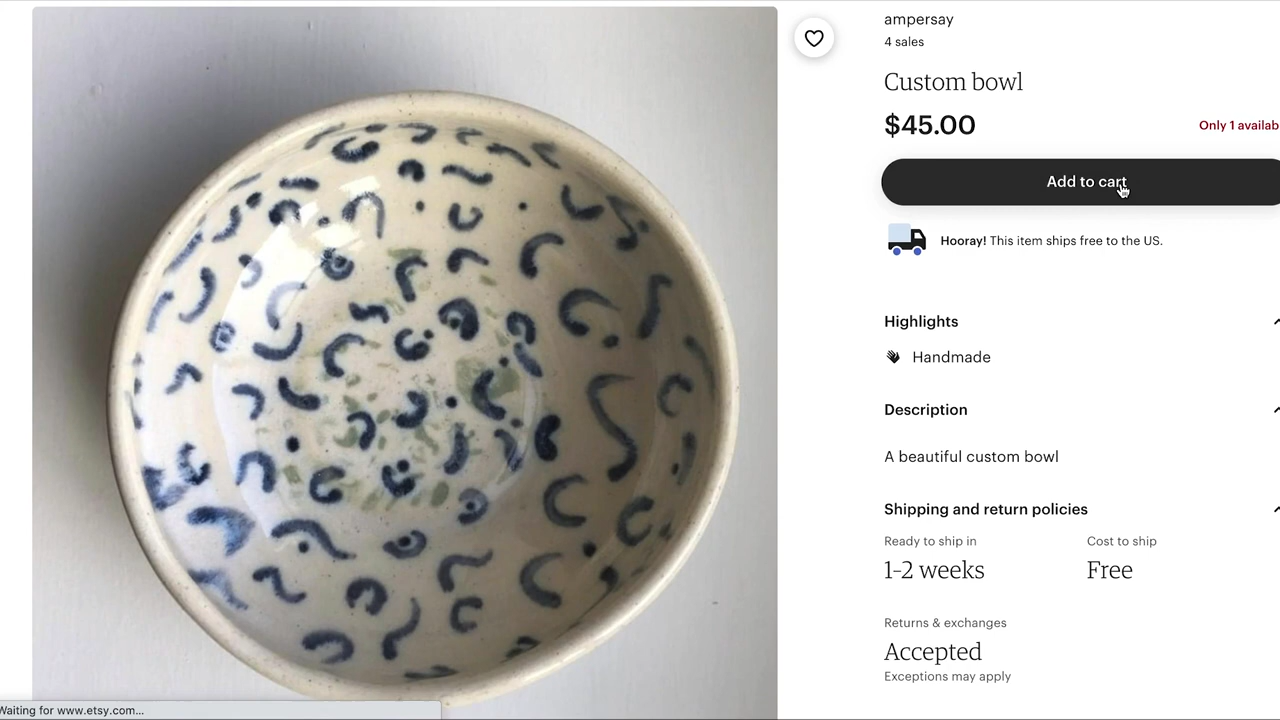 ampersay
4 sales
Custom bowl
$45.00
Only 1 availab
Add to cart
Hooray! This item ships free to the US.
Highlights
Handmade
Description
A beautiful custom bowl
Shipping and return policies
Ready to ship in
Cost to ship
1-2 weeks
Free
Returns & exchanges
Accepted
Exceptions may apply
Waiting for www.etsy.com...